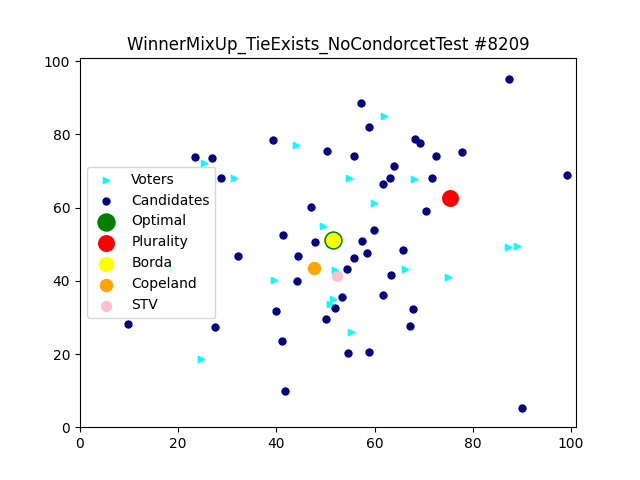 WinnerMixUp_TieExists_NoCondorcetTest #8209
100
80
60
40
20
0
Voters
Candidates
Optimal
Plurality
Borda
Copeland
STV
0 20 40 60 80 100